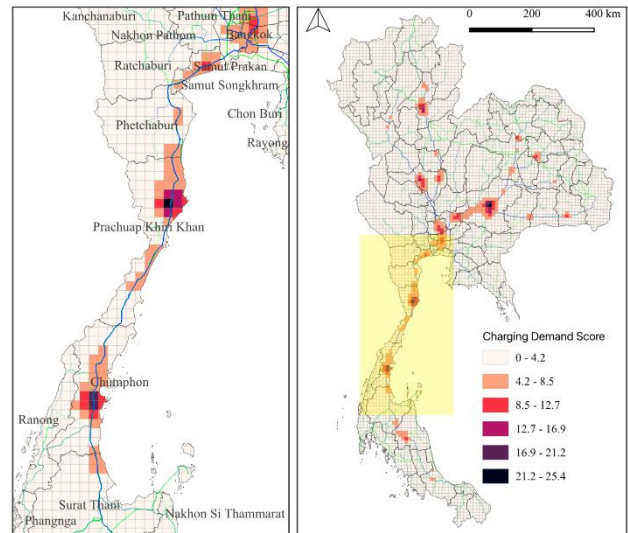 Kanchanaburi
Pathum Thani
Nakhon Pathom
Bangkok
Ratchaburi
Samut Prakan
Samut Songkhram
Chon Buri
Phetchaburi
Rayong
Prachuap Khiri Khan
Chumphon
Ranong
Surat Thani
Nakhon Si Thammarat
Phangnga
0 200 400 km
Charging Demand Score
0 - 4.2
4.2 - 8.5
8.5 - 12.7
12.7 - 16.9
16.9 - 21.2
21.2 - 25.4